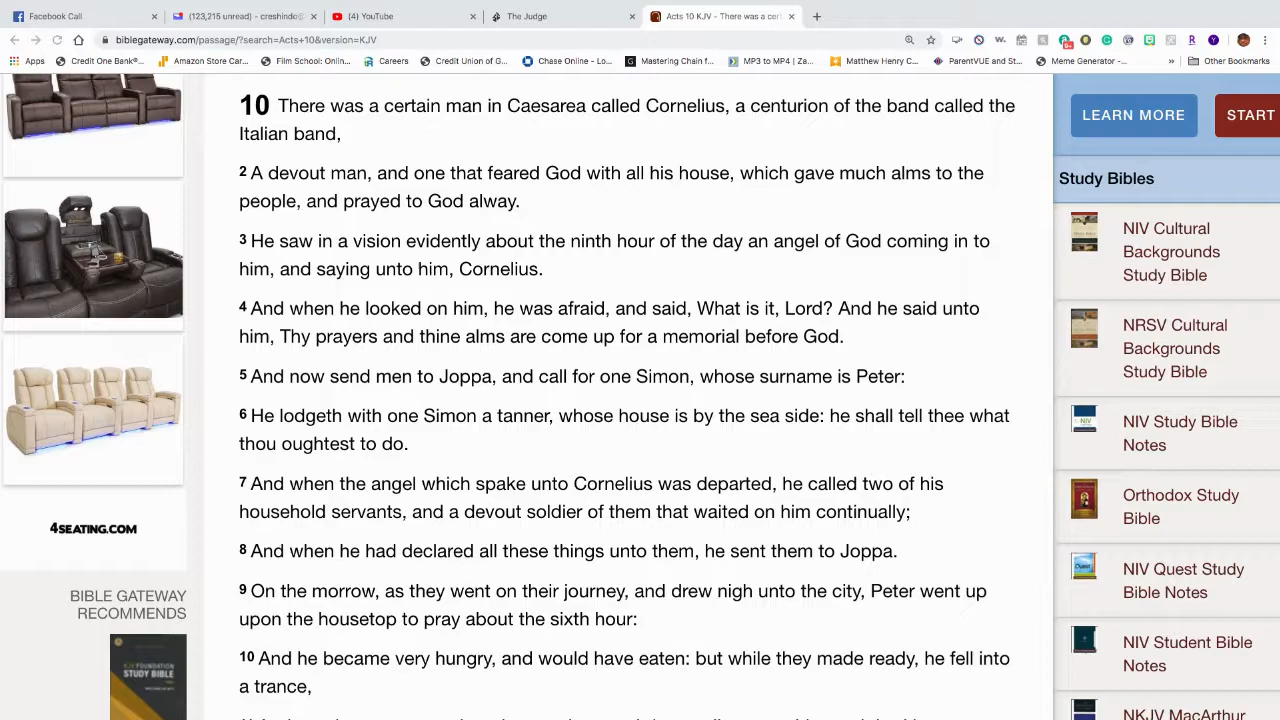 Facebook Call
(123,215 unread) - creshindo@
(4) YouTube
The Judge
Acts 10 KJV - There was a cer
biblegateway.com/passage/?search=Acts+10&version=KJV
Apps
Credit One Bank®...
Amazon Store Car...
Film School: Onlin...
Careers
Credit Union of G...
Chase Online - Lo...
Mastering Chain f...
MP3 to MP4 | Za...
Matthew Henry C...
ParentVUE and St...
Meme Generator -...
»
Other Bookmarks
10 There was a certain man in Caesarea called Cornelius, a centurion of the band called the
Italian band,
2 A devout man, and one that feared God with all his house, which gave much alms to the
people, and prayed to God alway.
3 He saw in a vision evidently about the ninth hour of the day an angel of God coming in to
him, and saying unto him, Cornelius.
4 And when he looked on him, he was afraid, and said, What is it, Lord? And he said unto
him, Thy prayers and thine alms are come up for a memorial before God.
5 And now send men to Joppa, and call for one Simon, whose surname is Peter:
6 He lodgeth with one Simon a tanner, whose house is by the sea side: he shall tell thee what
thou oughtest to do.
7 And when the angel which spake unto Cornelius was departed, he called two of his
household servants, and a devout soldier of them that waited on him continually;
8 And when he had declared all these things unto them, he sent them to Joppa.
9 On the morrow, as they went on their journey, and drew nigh unto the city, Peter went up
upon the housetop to pray about the sixth hour:
10 And he became very hungry, and would have eaten: but while they made ready, he fell into
a trance,
4SEATING.COM
BIBLE GATEWAY
RECOMMENDS
KJV FOUNDATION
STUDY BIBLE
LEARN MORE
START
Study Bibles
NIV Cultural
Backgrounds
Study Bible
NRSV Cultural
Backgrounds
Study Bible
NIV Study Bible
Notes
Orthodox Study
Bible
NIV Quest Study
Bible Notes
NIV Student Bible
Notes
NKJV MacArthur